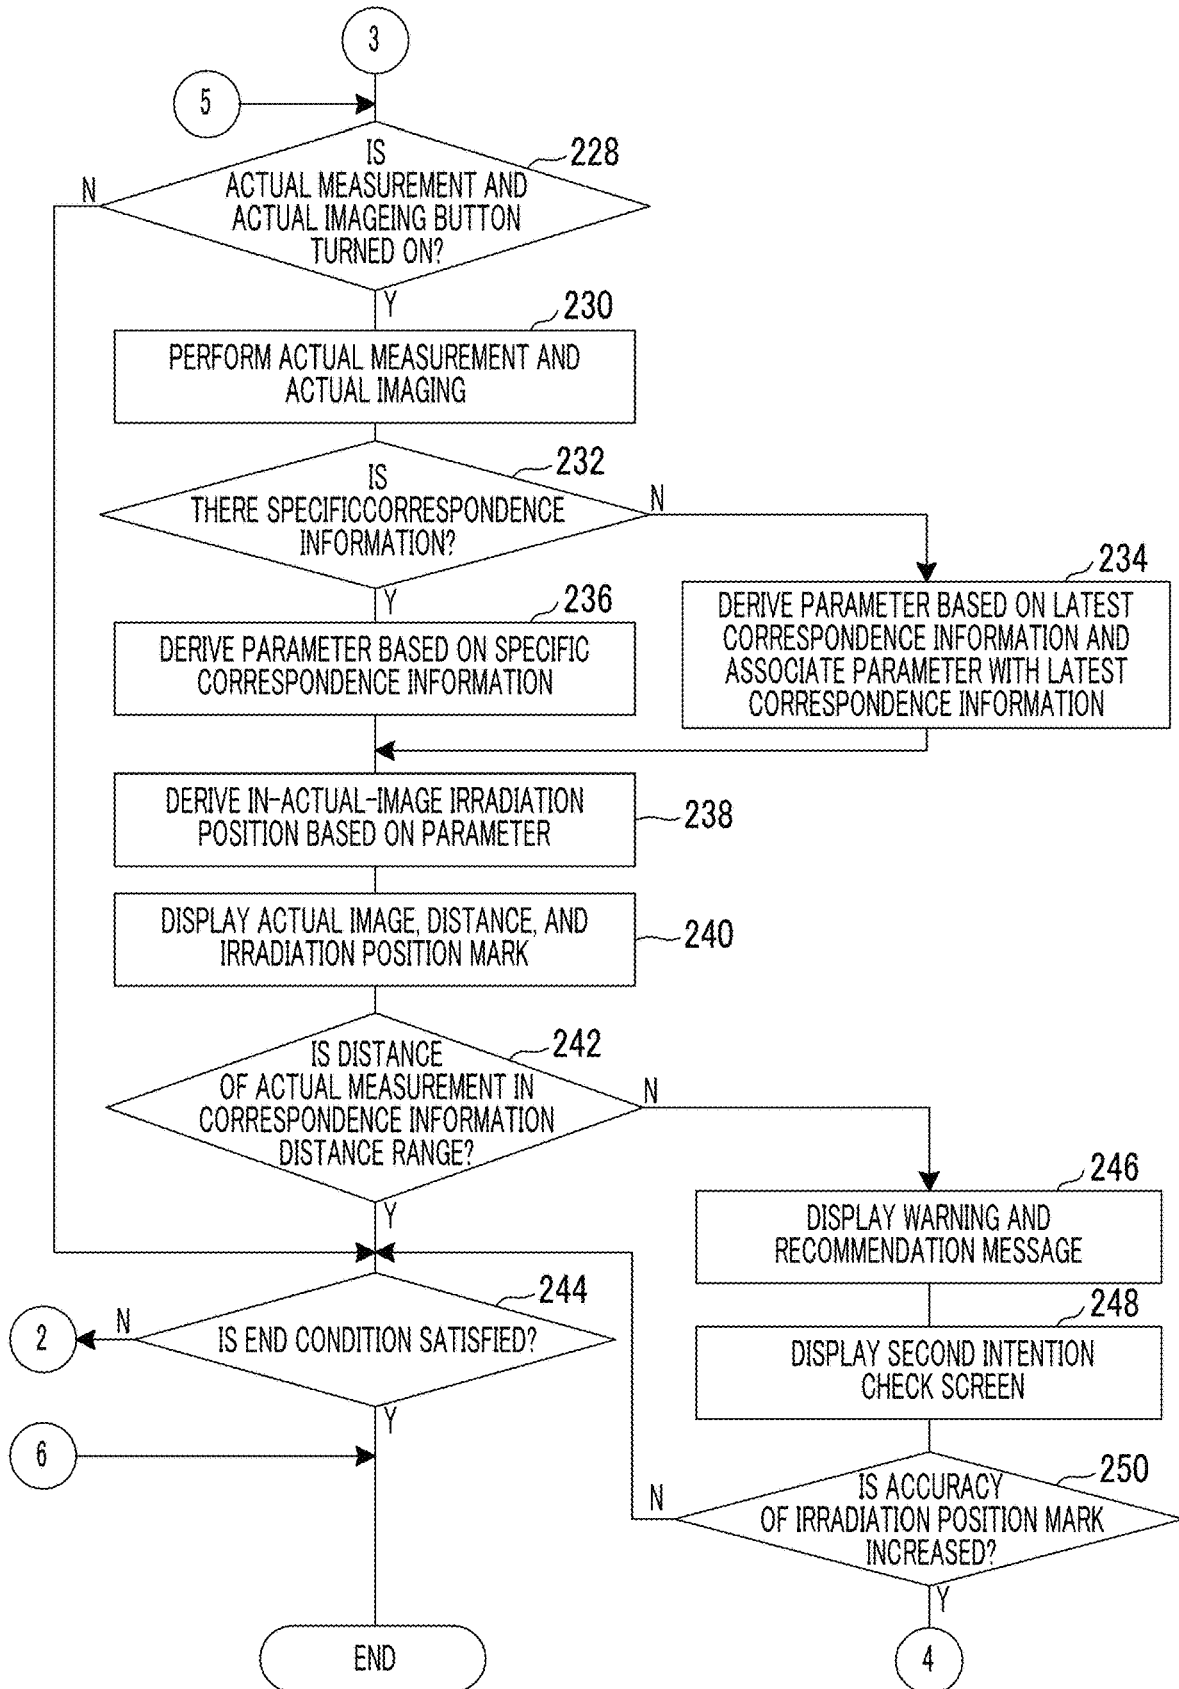 3
5
IS
ACTUAL MEASUREMENT AND
ACTUAL IMAGEING BUTTON
TURNED ON?
228
N
Y
230
PERFORM ACTUAL MEASUREMENT AND
ACTUAL IMAGING
232
IS
THERE SPECIFICCORRESPONDENCE
INFORMATION?
N
Y
234
DERIVE PARAMETER BASED ON LATEST
CORRESPONDENCE INFORMATION AND
ASSOCIATE PARAMETER WITH LATEST
CORRESPONDENCE INFORMATION
236
DERIVE PARAMETER BASED ON SPECIFIC
CORRESPONDENCE INFORMATION
DERIVE IN-ACTUAL-IMAGE IRRADIATION
POSITION BASED ON PARAMETER
238
DISPLAY ACTUAL IMAGE, DISTANCE, AND
IRRADIATION POSITION MARK
240
IS DISTANCE
OF ACTUAL MEASUREMENT IN
CORRESPONDENCE INFORMATION
DISTANCE RANGE?
242
N
Y
246
DISPLAY WARNING AND
RECOMMENDATION MESSAGE
244
IS END CONDITION SATISFIED?
N
2
Y
248
DISPLAY SECOND INTENTION
CHECK SCREEN
6
250
IS ACCURACY
OF IRRADIATION POSITION MARK
INCREASED?
N
Y
END
4